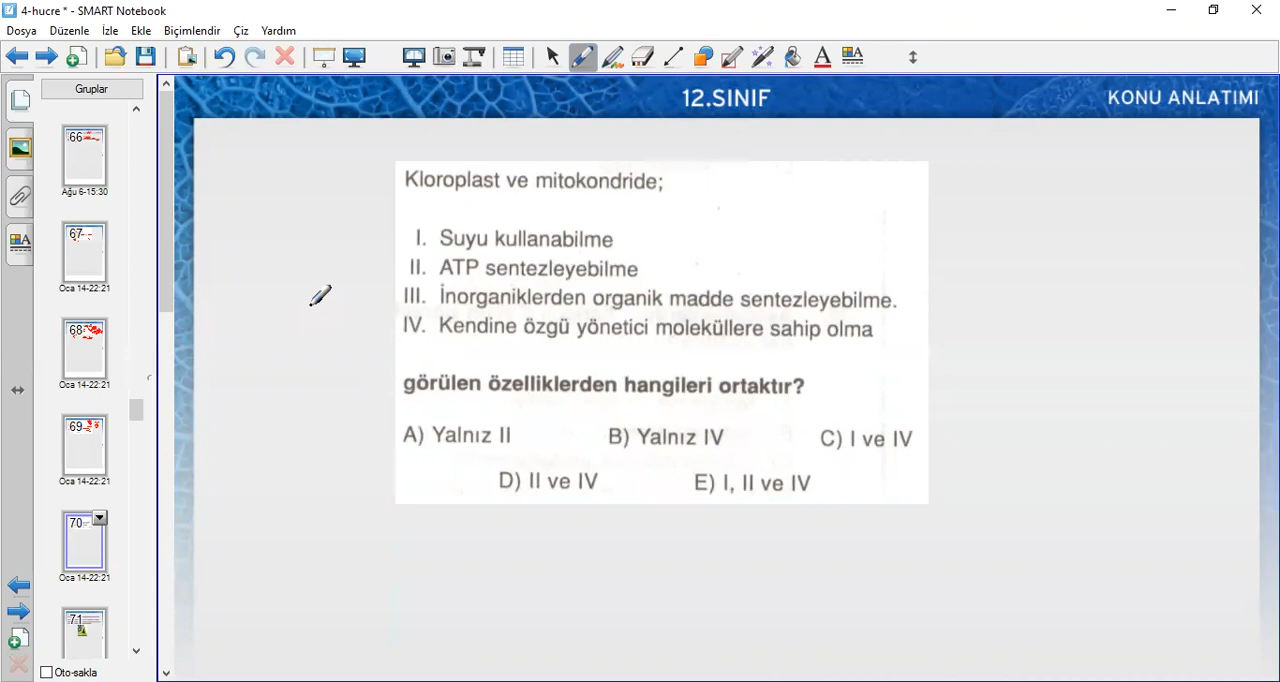 4-hucre * - SMART Notebook
Dosya Düzenle İzle Ekle Biçimlendir Çiz Yardım
Gruplar
12.SINIF
KONU ANLATIMI
66
Ağu 6-15:30
67
Oca 14-22:21
68
Oca 14-22:21
69
Oca 14-22:21
70
Oca 14-22:21
71
Oto-sakla
Kloroplast ve mitokondride;
I. Suyu kullanabilme
II. ATP sentezleyebilme
III. İnorganiklerden organik madde sentezleyebilme.
IV. Kendine özgü yönetici moleküllere sahip olma
görülen özelliklerden hangileri ortaktır?
A) Yalnız II B) Yalnız IV C) I ve IV
D) II ve IV E) I, II ve IV